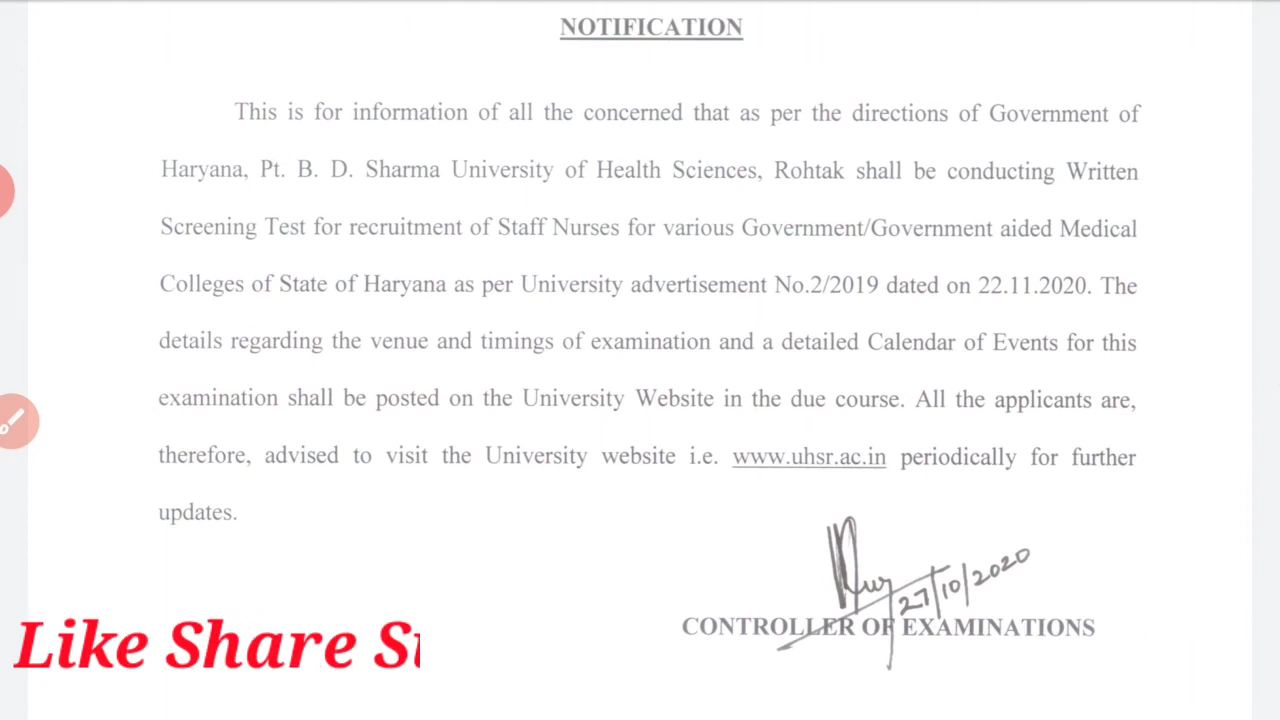 NOTIFICATION
This is for information of all the concerned that as per the directions of Government of
Haryana, Pt. B. D. Sharma University of Health Sciences, Rohtak shall be conducting Written
Screening Test for recruitment of Staff Nurses for various Government/Government aided Medical
Colleges of State of Haryana as per University advertisement No.2/2019 dated on 22.11.2020. The
details regarding the venue and timings of examination and a detailed Calendar of Events for this
examination shall be posted on the University Website in the due course. All the applicants are,
therefore, advised to visit the University website i.e. www.uhsr.ac.in periodically for further
updates.
27/10/2020
CONTROLLER OF EXAMINATIONS
Like Share